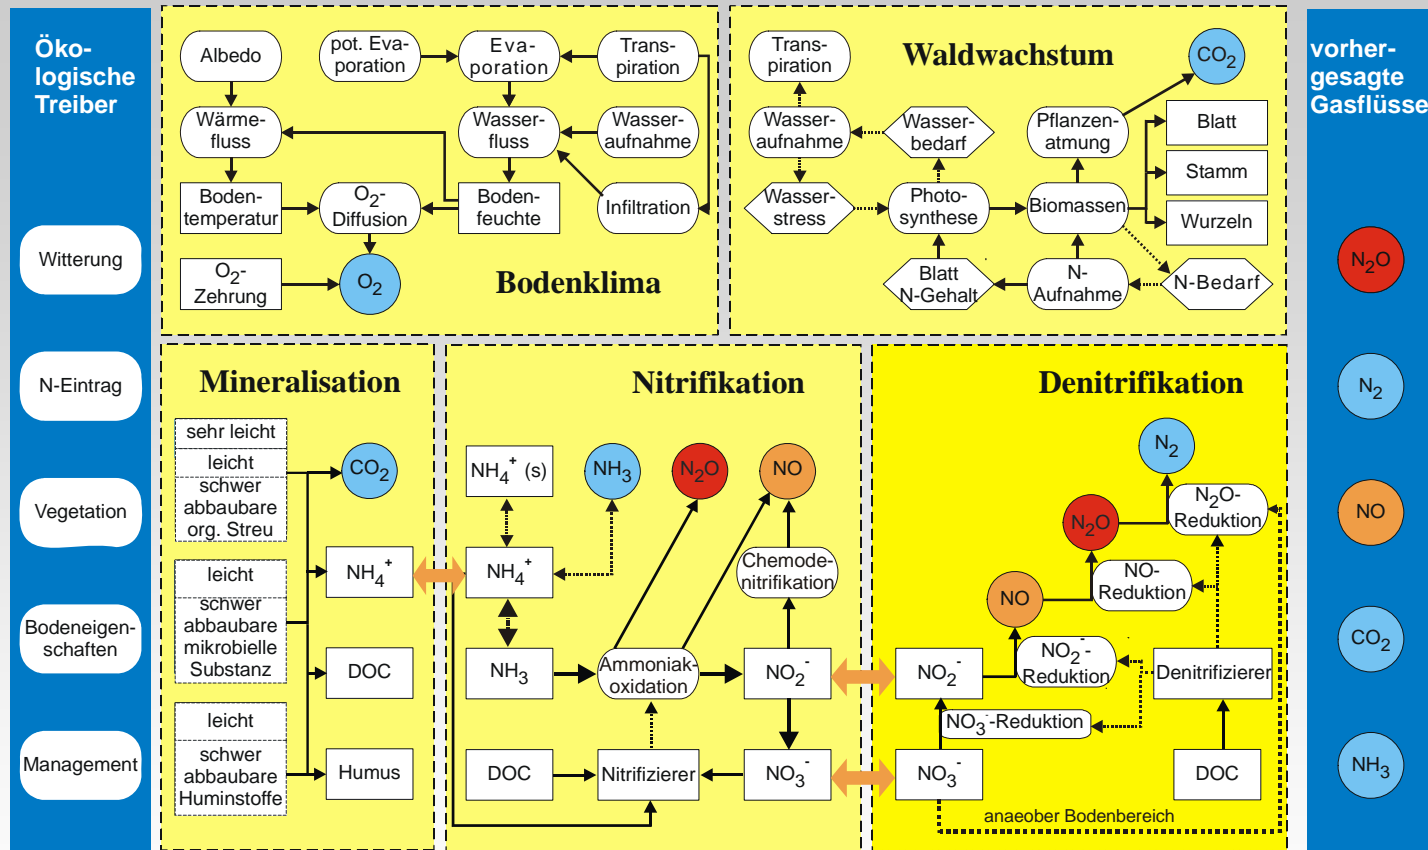 Öko-
logische
Treiber
Witterung
N-Eintrag
Vegetation
Bodeneigen-
schaften
Management
Albedo
pot. Eva-
poration
Eva-
poration
Trans-
piration
Wärme-
fluss
Wasser-
fluss
Wasser-
aufnahme
Boden-
temperatur
O2-
Diffusion
Boden-
feuchte
Infiltration
O2-
Zehrung
O2
Bodenklima
Trans-
piration
Waldwachstum
CO2
Wasser-
aufnahme
Wasser-
bedarf
Pflanzen-
atmung
Blatt
Stamm
Wurzeln
Wasser-
stress
Photo-
synthese
Biomassen
Blatt
N-Gehalt
N-
Aufnahme
N-Bedarf
Mineralisation
sehr leicht
leicht
schwer
abbaubare
org. Streu
CO2
leicht
schwer
abbaubare
mikrobielle
Substanz
NH4+
DOC
leicht
schwer
abbaubare
Huminstoffe
Humus
Nitrifikation
NH4+ (s)
NH3
N2O
NO
NH4+
Chemode-
nitrifikation
NH3
Ammoniak-
oxidation
NO2-
DOC
Nitrifizierer
NO3-
Denitrifikation
N2
N2O-
Reduktion
N2O
NO-
Reduktion
NO
NO2--
Reduktion
NO2-
Denitrifizierer
NO3--Reduktion
NO3-
DOC
anaeober Bodenbereich
vorher-
gesagte
Gasflüsse
N2O
N2
NO
CO2
NH3